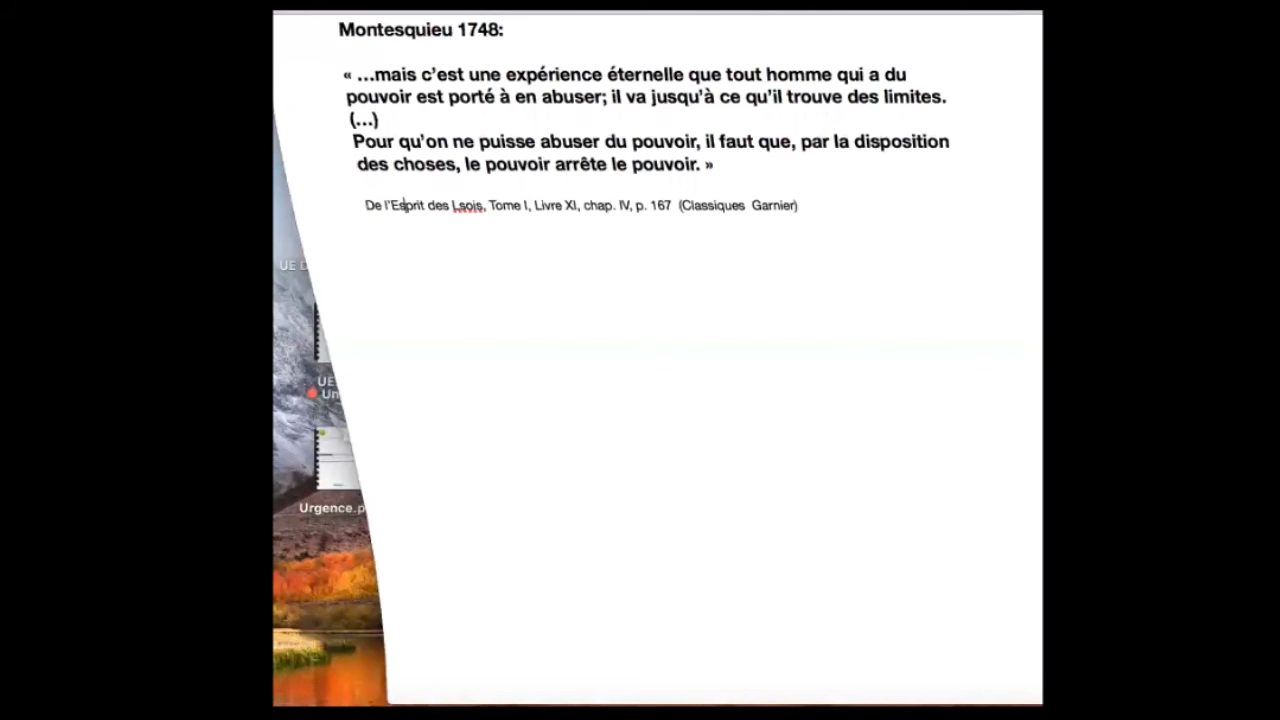 Montesquieu 1748:
« …mais c’est une expérience éternelle que tout homme qui a du
pouvoir est porté à en abuser; il va jusqu’à ce qu’il trouve des limites.
(…)
Pour qu’on ne puisse abuser du pouvoir, il faut que, par la disposition
des choses, le pouvoir arrête le pouvoir. »
De l’Esprit des Lsois, Tome I, Livre XI, chap. IV, p. 167 (Classiques Garnier)
UE
UE
Un
Urgence.p